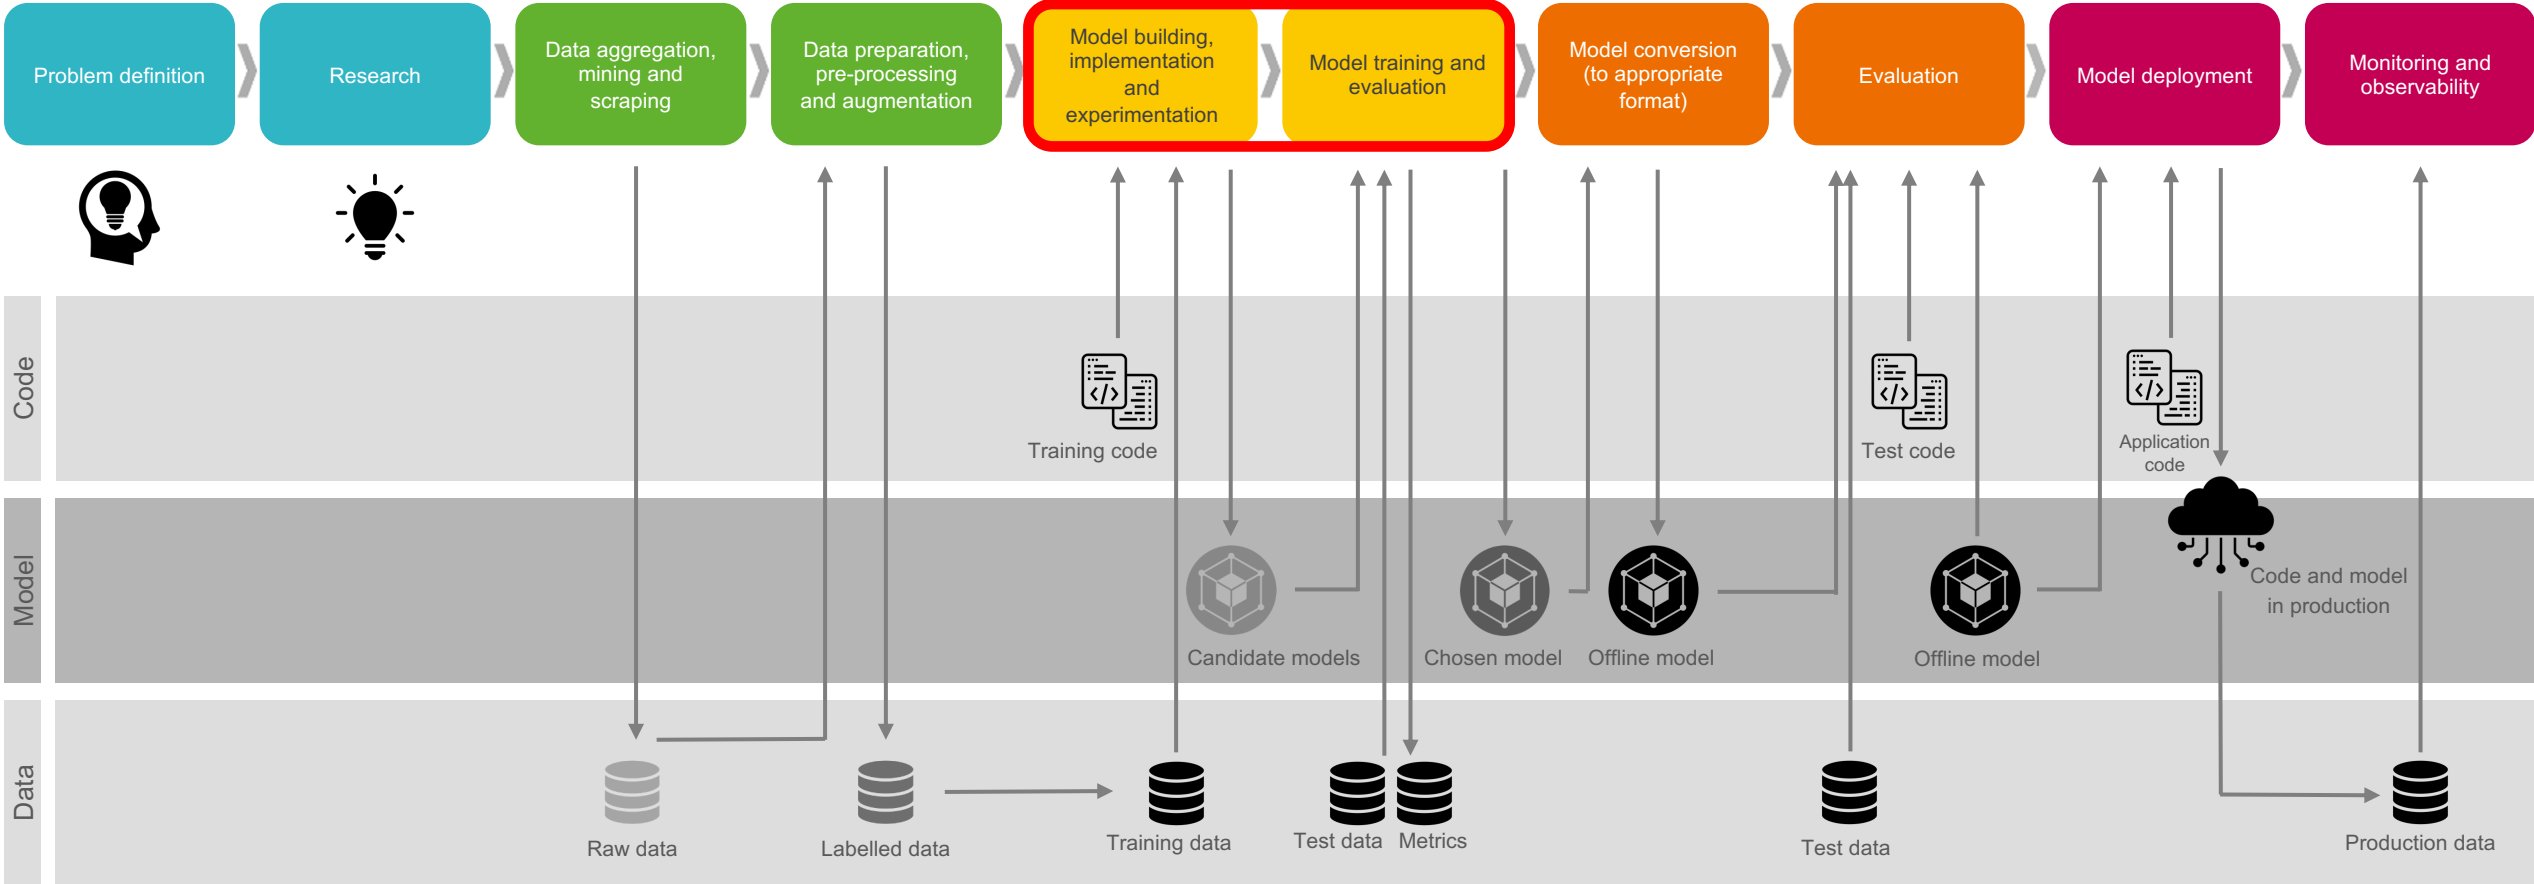 Problem definition
Research
Data aggregation,
mining and
scraping
Data preparation,
pre-processing
and augmentation
Model building,
implementation
and
experimentation
Model training and
evaluation
Model conversion
(to appropriate
format)
Evaluation
Model deployment
Monitoring and
observability
Code
Training code
Test code
Application
code
Model
Candidate models
Chosen model
Offline model
Offline model
Code and model
in production
Data
Raw data
Labelled data
Training data
Test data
Metrics
Test data
Production data